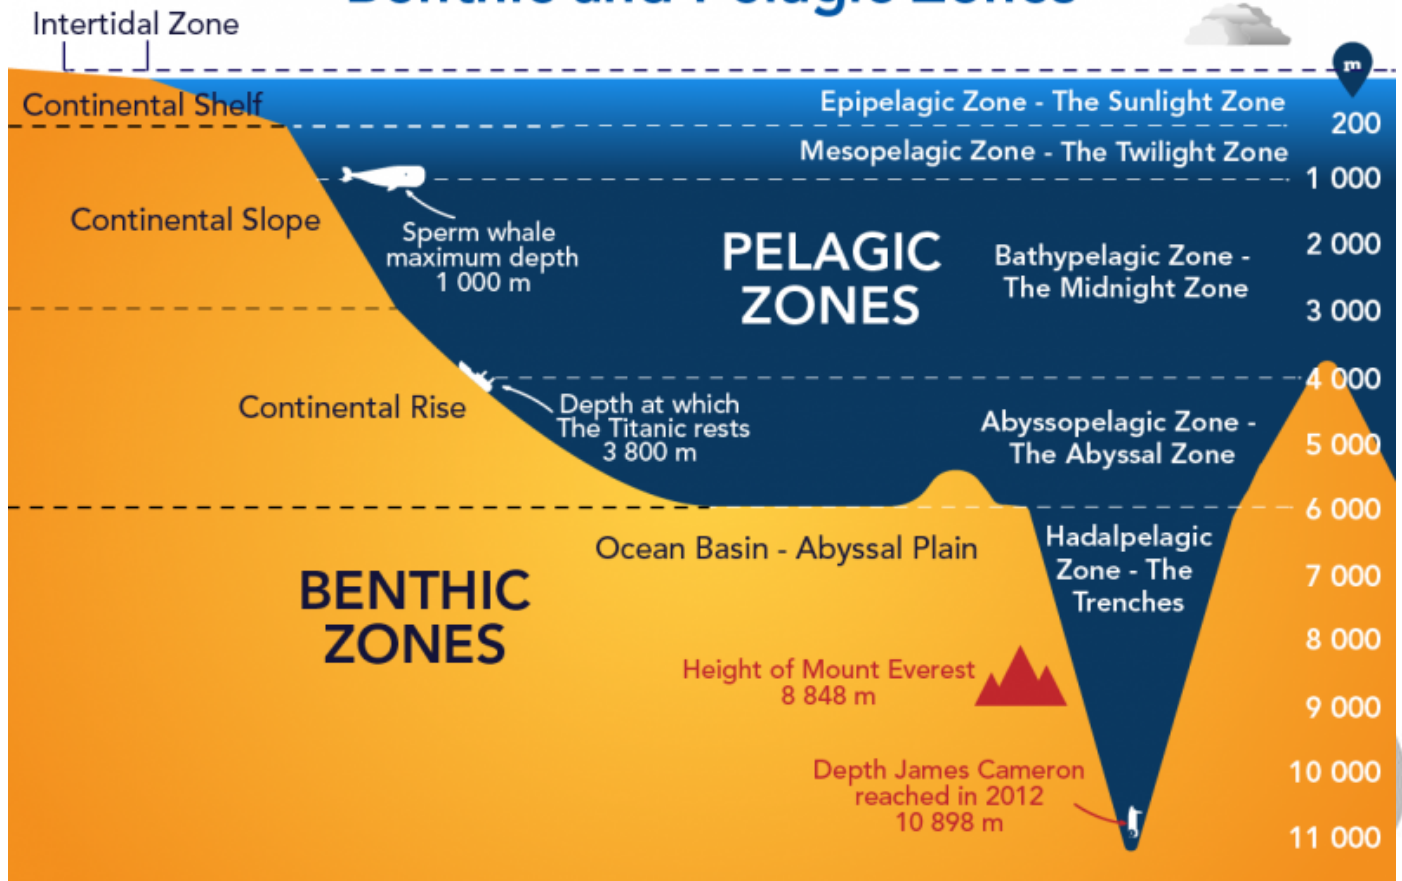 Benthic and Pelagic Zones
Intertidal Zone
m
Continental Shelf
Epipelagic Zone - The Sunlight Zone
200
Mesopelagic Zone - The Twilight Zone
1 000
Continental Slope
Sperm whale
maximum depth
1 000 m
PELAGIC
ZONES
Bathypelagic Zone -
The Midnight Zone
2 000
3 000
4 000
Continental Rise
Depth at which
The Titanic rests
3 800 m
Abyssopelagic Zone -
The Abyssal Zone
5 000
6 000
Ocean Basin - Abyssal Plain
Hadalpelagic
Zone - The
Trenches
7 000
BENTHIC
ZONES
8 000
Height of Mount Everest
8 848 m
9 000
Depth James Cameron
reached in 2012
10 898 m
10 000
11 000